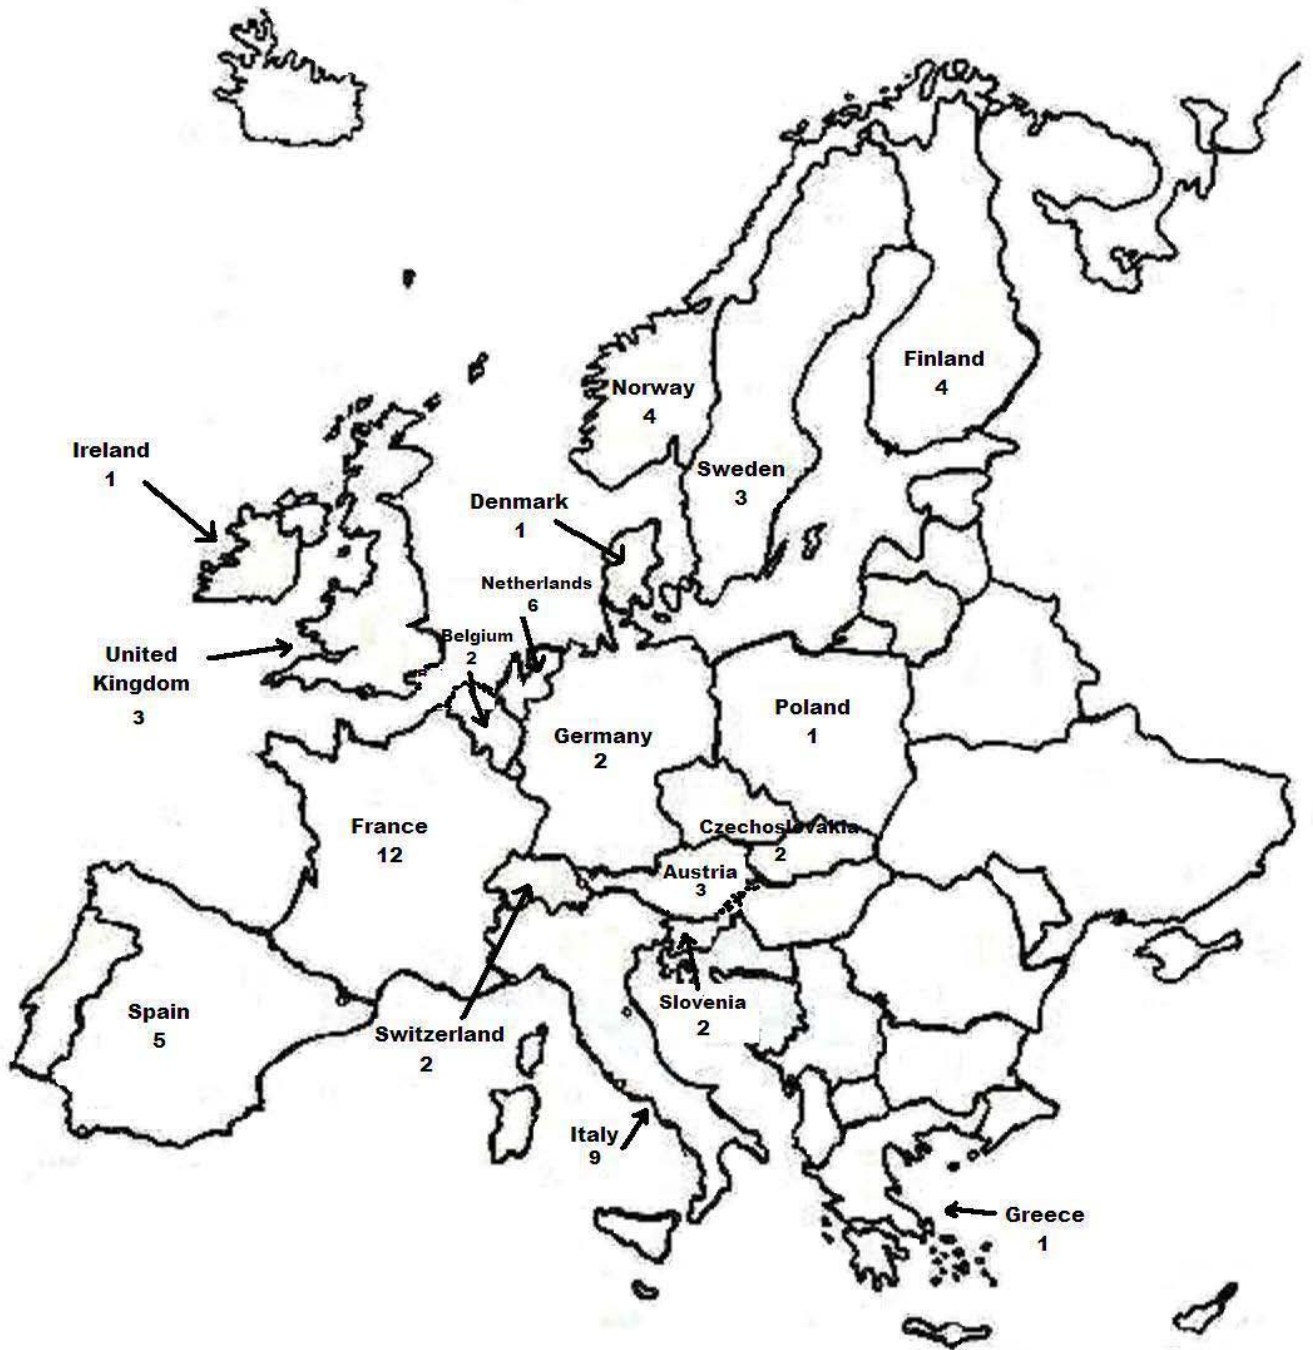 Finland
4
Norway
4
Ireland
1
Sweden
3
Denmark
1
Netherlands
6
Belgium
2
United
Kingdom
3
Poland
1
Germany
2
France
12
Czechoslovakia
2
Austria
3
Slovenia
2
Spain
5
Switzerland
2
Italy
9
Greece
1